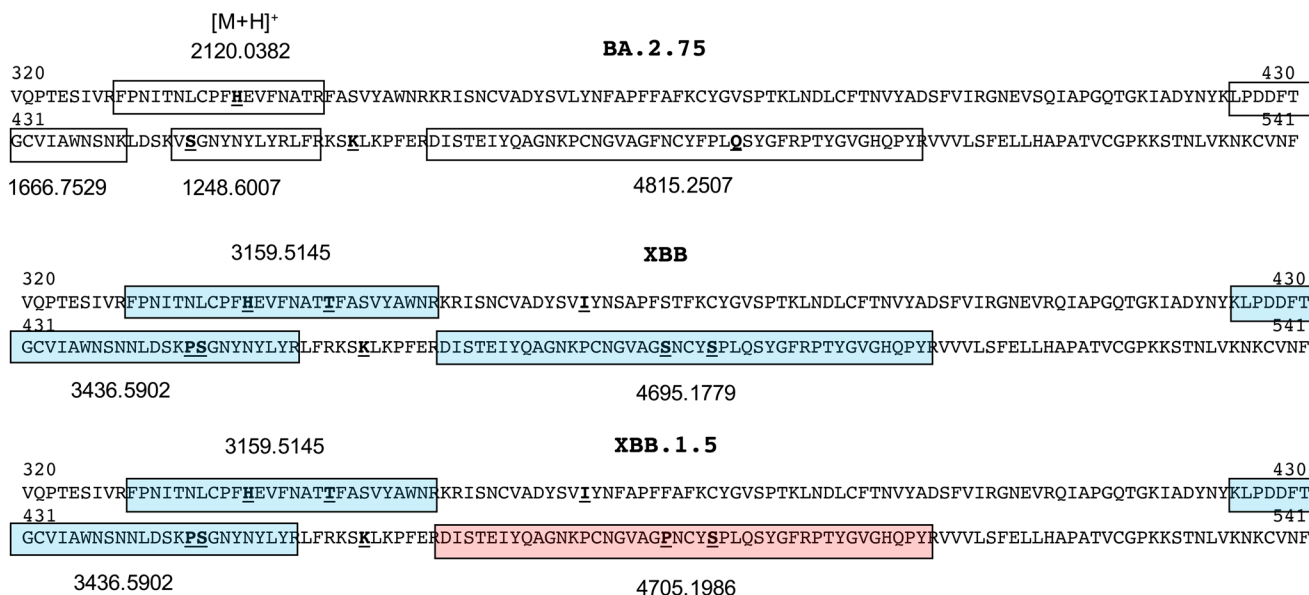 [M+H]+
2120.0382
BA.2.75
320 430
VQPTESIVRFPNITNLCPFHEVFNATRFASVYAWNRKRISNCVADYSVLYNFAPFFAFKCYGVSPTKLNDLCFTNVYADSFVIRGNEVSQIAPGQTGKIADYNYKLPDDFT
431 541
GCVIAWNSNKLDSKVSGNYNYLYRLFRKSKLKPFERDISTEIYQAGNKPCNGVAGFNCYFPLQSYGFRPTYGVGHQPYRVVVLSFELLHAPATVCGPKKSTNLVKNKCVNF
1666.7529 1248.6007 4815.2507
3159.5145
XBB
320 430
VQPTESIVRFPNITNLCPFHEVFNATTFASVYAWNRKRISNCVADYSVIYNSAPFSTFKCYGVSPTKLNDLCFTNVYADSFVIRGNEVRQIAPGQTGKIADYNYKLPDDFT
431 541
GCVIAWNSNNLDSKPSGNYNYLYRLFRKSKLKPFERDISTEIYQAGNKPCNGVAGSNCYSPLQSYGFRPTYGVGHQPYRVVVLSFELLHAPATVCGPKKSTNLVKNKCVNF
3436.5902 4695.1779
3159.5145
XBB.1.5
320 430
VQPTESIVRFPNITNLCPFHEVFNATTFASVYAWNRKRISNCVADYSVIYNFAPFFAFKCYGVSPTKLNDLCFTNVYADSFVIRGNEVRQIAPGQTGKIADYNYKLPDDFT
431 541
GCVIAWNSNNLDSKPSGNYNYLYRLFRKSKLKPFERDISTEIYQAGNKPCNGVAGPNCYSPLQSYGFRPTYGVGHQPYRVVVLSFELLHAPATVCGPKKSTNLVKNKCVNF
3436.5902 4705.1986